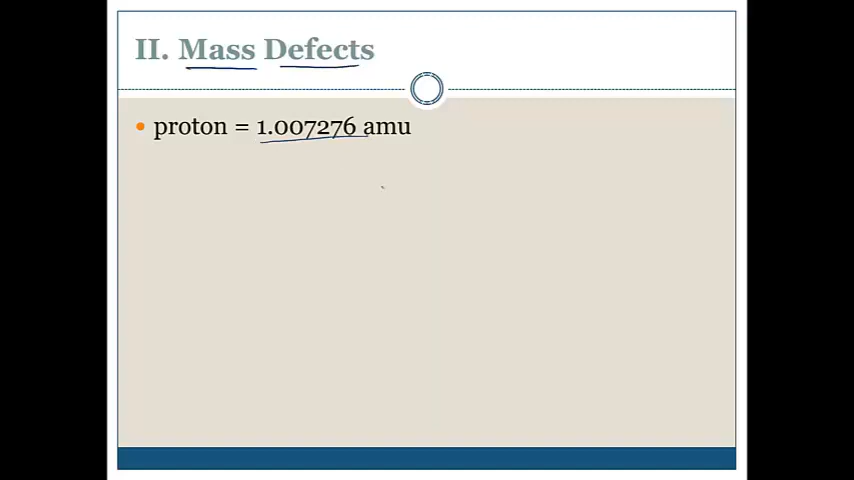 II. Mass Defects
proton = 1.007276 amu